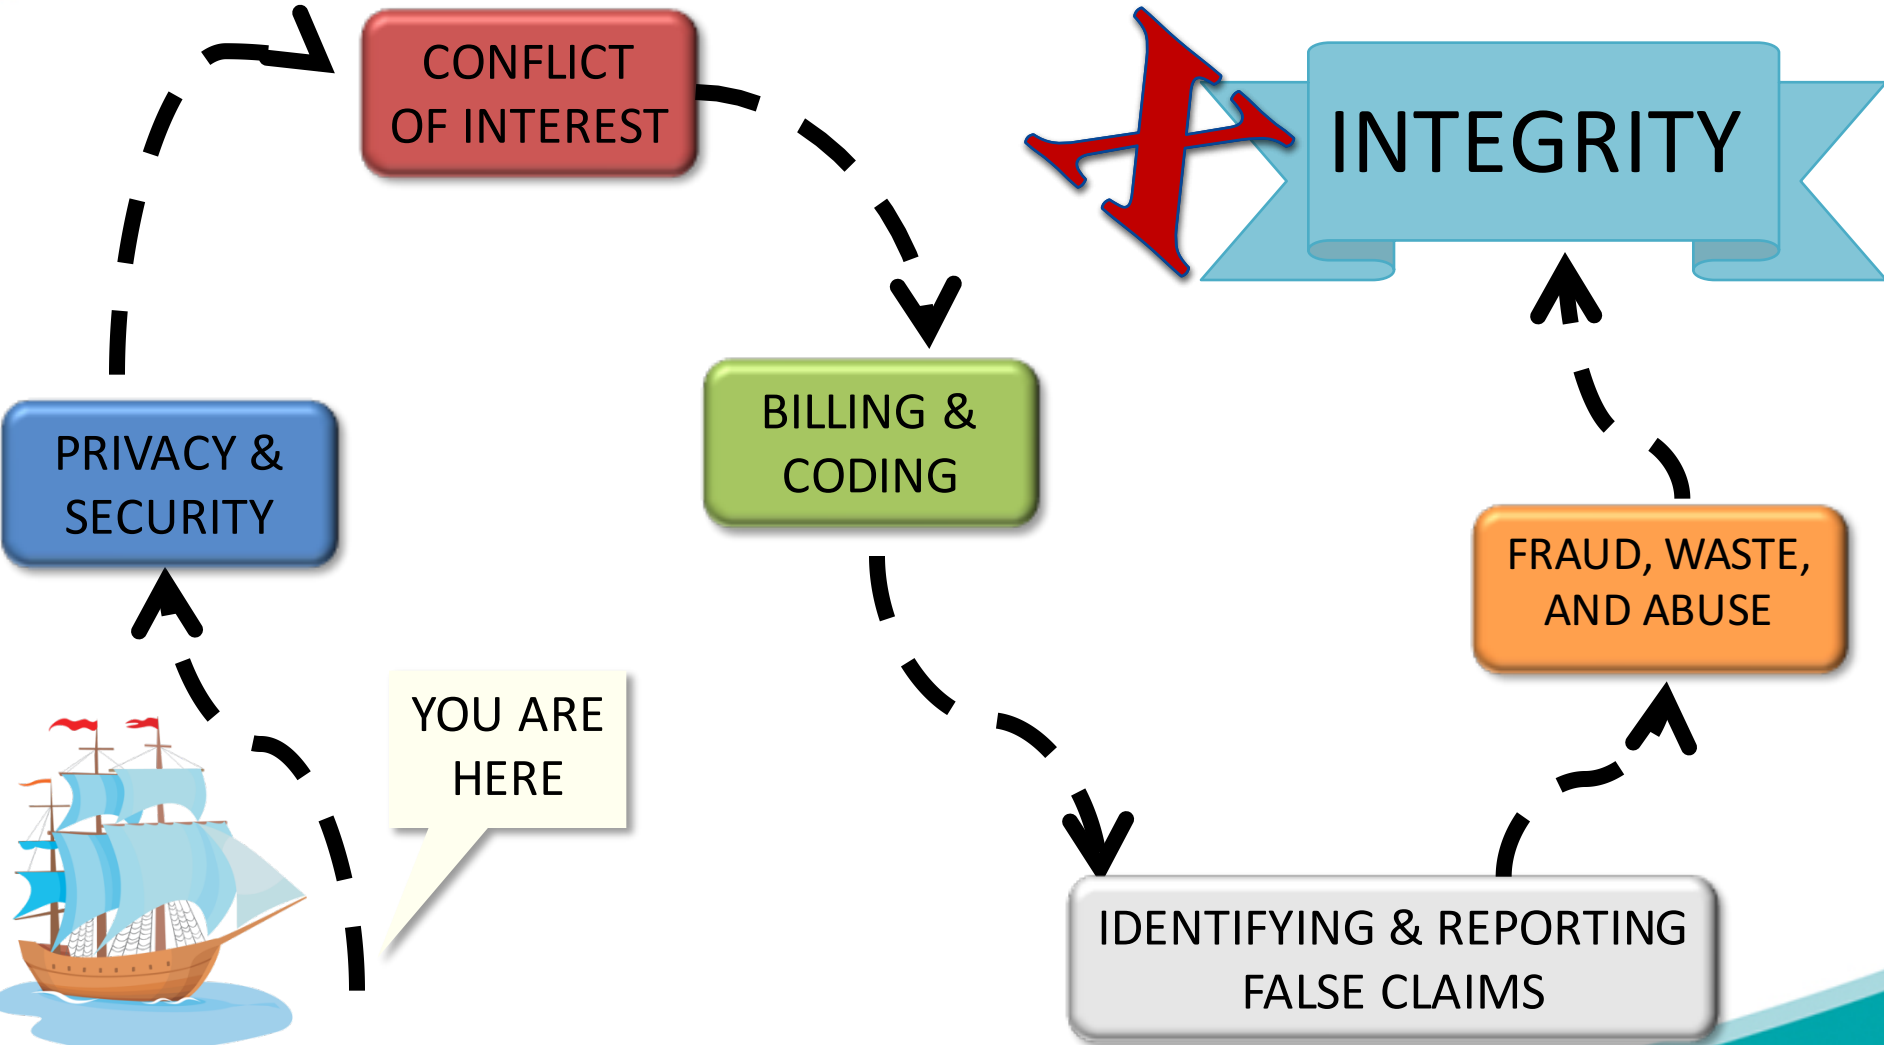 YOU ARE
HERE
PRIVACY &
SECURITY
CONFLICT
OF INTEREST
BILLING &
CODING
IDENTIFYING & REPORTING
FALSE CLAIMS
FRAUD, WASTE,
AND ABUSE
X
INTEGRITY